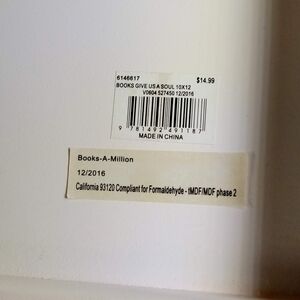 6146617 $14.99
BOOKS GIVE US A SOUL 10X12
V0604 527450 12/2016
9 781492 491187
MADE IN CHINA
Books-A-Million
12/2016
California 93120 Compliant for Formaldehyde - tMDF/MDF phase 2